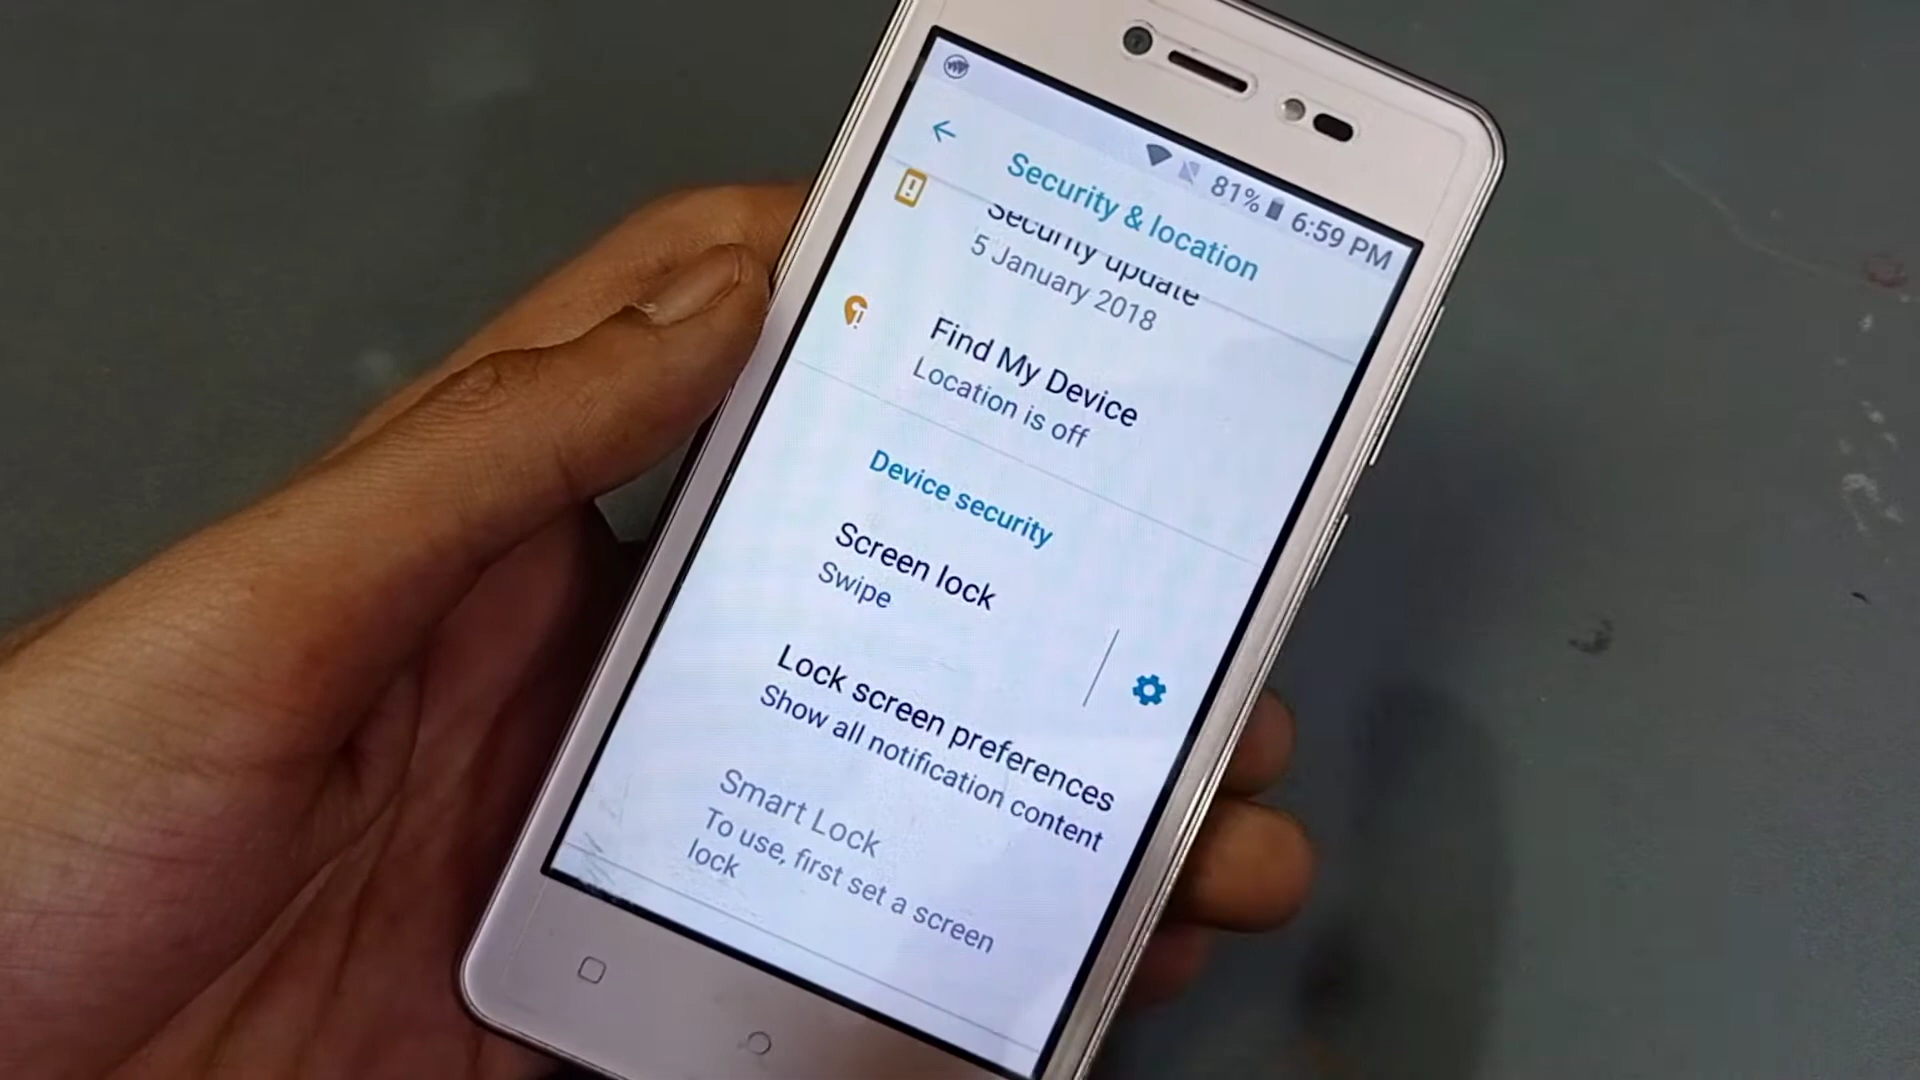 81% 6:59 PM
Security & location
Security update
5 January 2018
Find My Device
Location is off
Device security
Screen lock
Swipe
Lock screen preferences
Show all notification content
Smart Lock
To use, first set a screen
lock